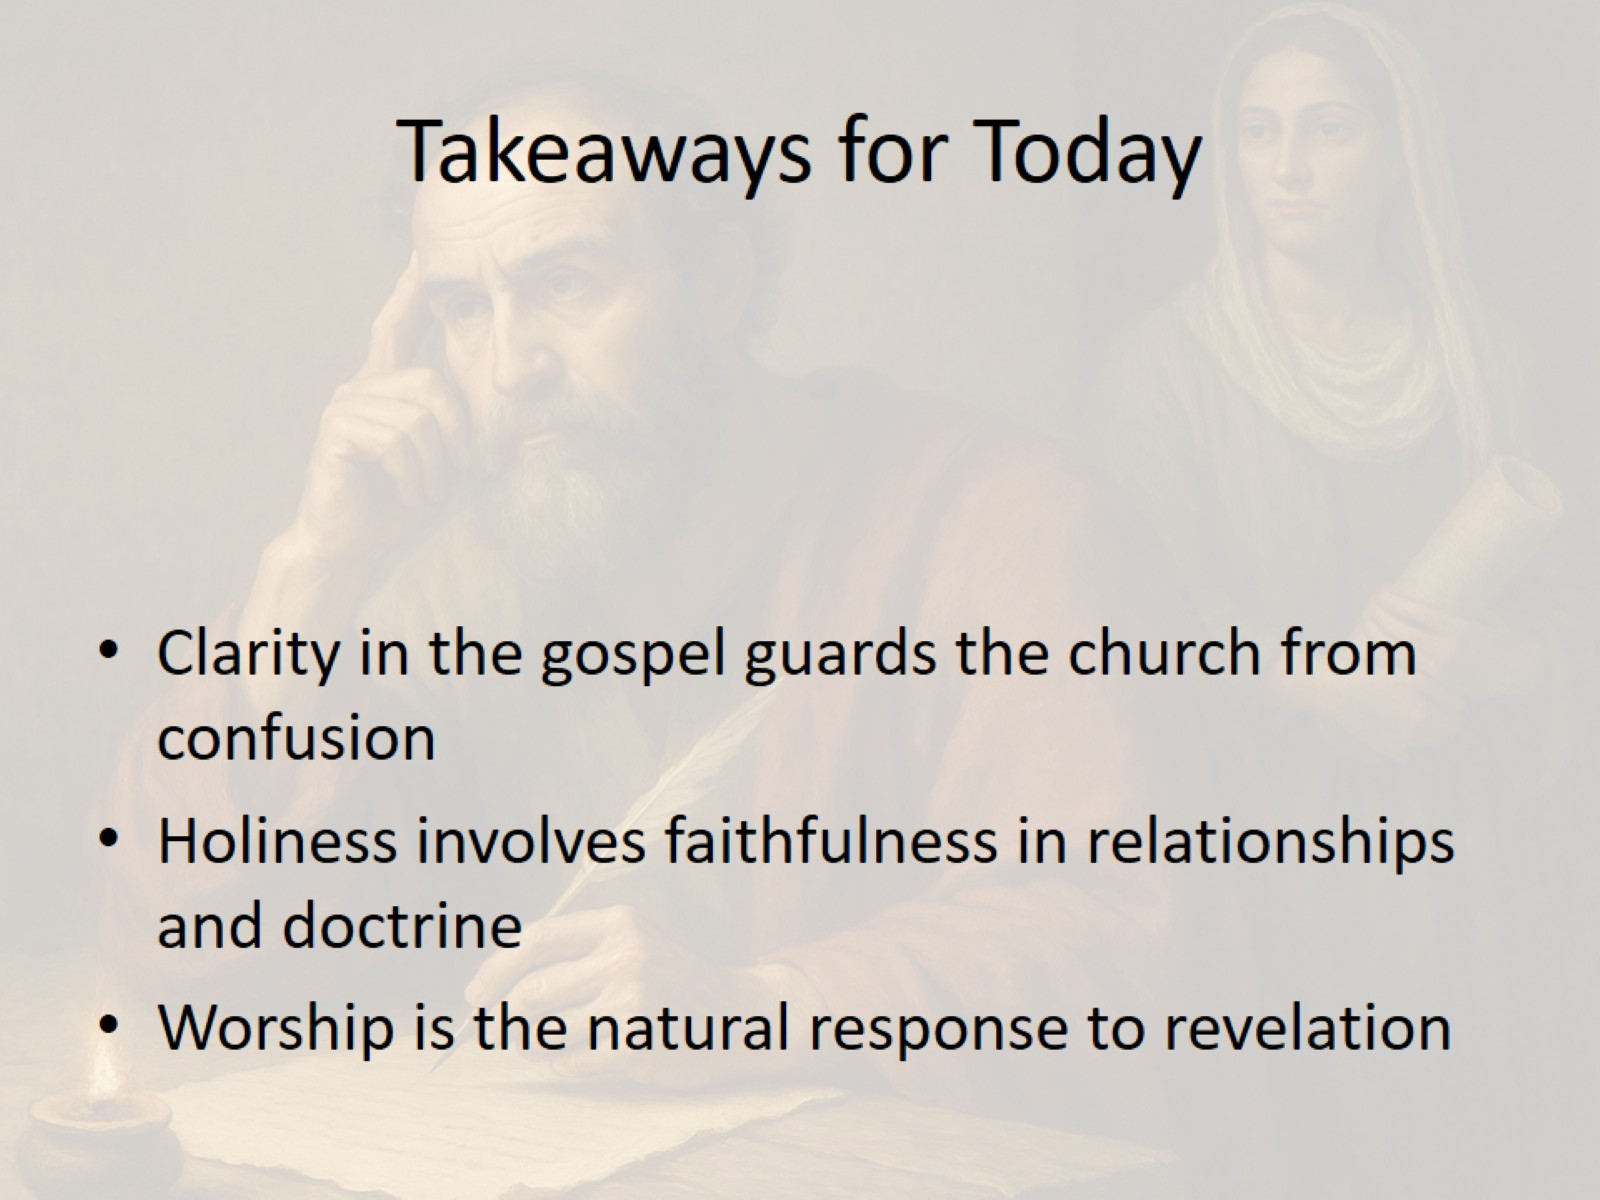 Takeaways for Today
• Clarity in the gospel guards the church from
confusion
• Holiness involves faithfulness in relationships
and doctrine
• Worship is the natural response to revelation